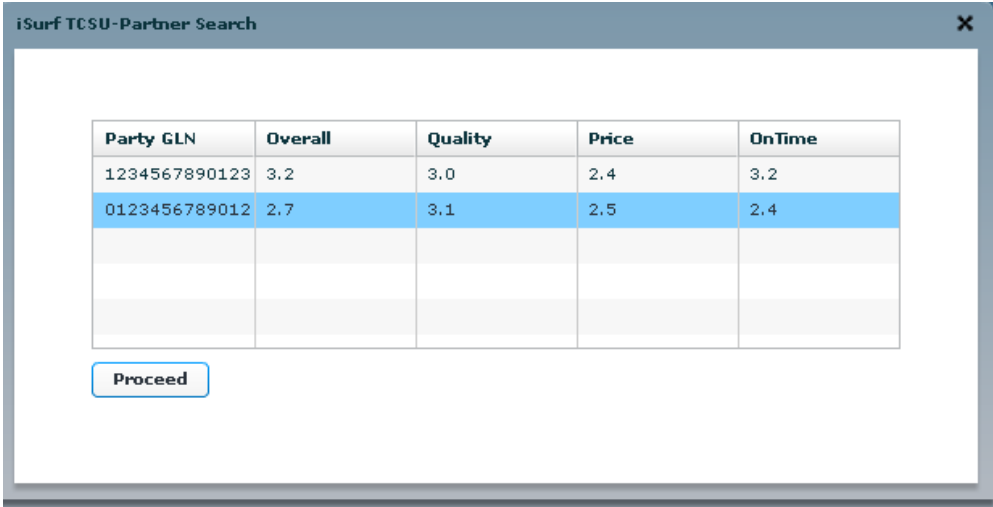 iSurf TCSU-Partner Search
Party GLN Overall Quality Price OnTime
1234567890123 3.2 3.0 2.4 3.2
0123456789012 2.7 3.1 2.5 2.4
Proceed